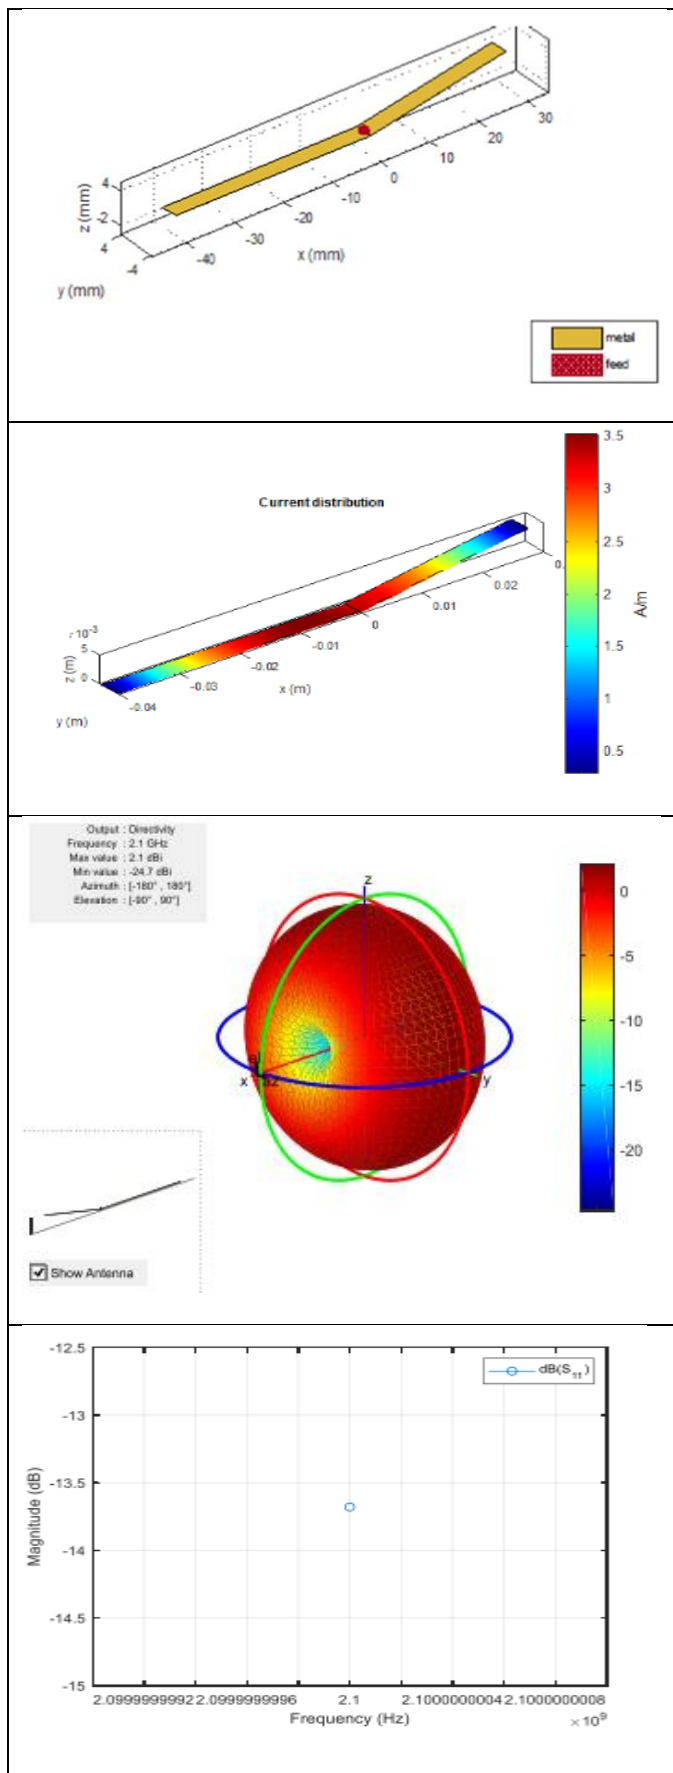 4
-2
z (mm)
4
-4
y (mm)
-40
-30
-20
-10
0
10
20
30
x (mm)
metal
feed
Current distribution
3.5
3
2.5
2
1.5
1
0.5
A/m
5
0
z (m)
y (m)
-0.04
-0.03
-0.02
-0.01
0
0.01
0.02
0.
x (m)
Output : Directivity
Frequency : 2.1 GHz
Max value : 2.1 dBi
Min value : -24.7 dBi
Azimuth : [-180° , 180°]
Elevation : [-90° , 90°]
z
x
az
el
y
0
-5
-10
-15
-20
Show Antenna
-12.5
-13
-13.5
-14
-14.5
-15
Magnitude (dB)
dB(S11)
2.0999999999922.0999999996 2.1 2.10000000042.1000000008
Frequency (Hz)
×10⁹